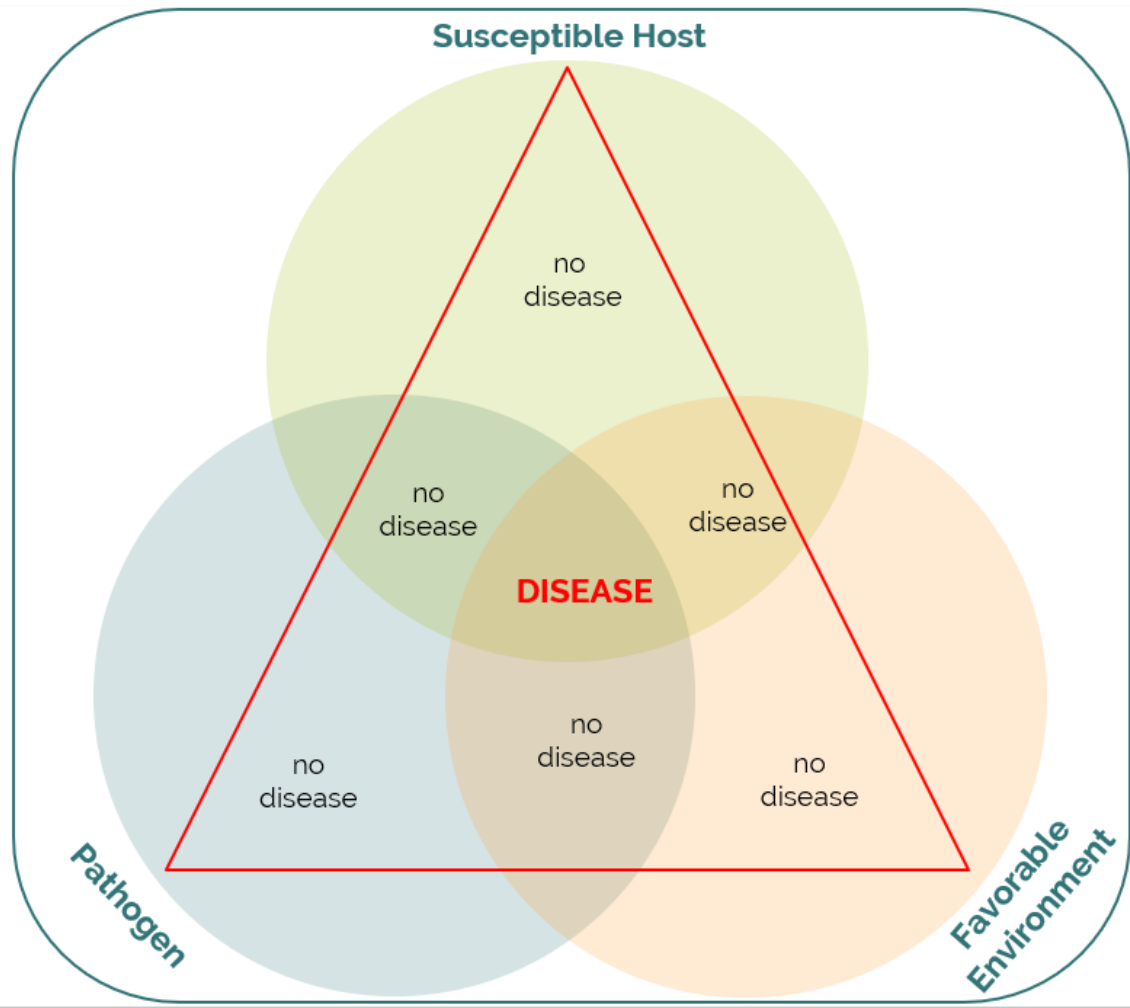 Susceptible Host
no
disease
no
disease
no
disease
DISEASE
no
disease
no
disease
no
disease
Pathogen
Favorable
Environment